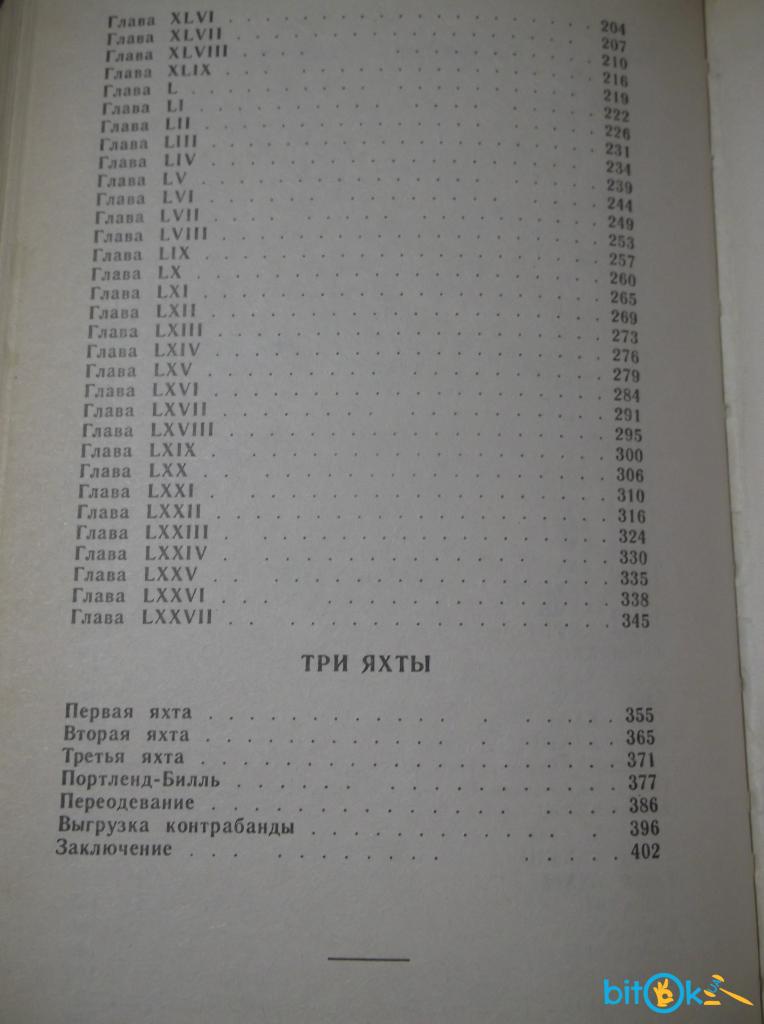 Глава XLVI . . . . . . . . . . . . . . . . . 204
Глава XLVII . . . . . . . . . . . . . . . . . 207
Глава XLVIII . . . . . . . . . . . . . . . . . 210
Глава XLIX . . . . . . . . . . . . . . . . . 216
Глава L . . . . . . . . . . . . . . . . . 219
Глава LI . . . . . . . . . . . . . . . . . 222
Глава LII . . . . . . . . . . . . . . . . . 226
Глава LIII . . . . . . . . . . . . . . . . . 231
Глава LIV . . . . . . . . . . . . . . . . . 234
Глава LV . . . . . . . . . . . . . . . . . 239
Глава LVI . . . . . . . . . . . . . . . . . 244
Глава LVII . . . . . . . . . . . . . . . . . 249
Глава LVIII . . . . . . . . . . . . . . . . . 253
Глава LIX . . . . . . . . . . . . . . . . . 257
Глава LX . . . . . . . . . . . . . . . . . 260
Глава LXI . . . . . . . . . . . . . . . . . 265
Глава LXII . . . . . . . . . . . . . . . . . 269
Глава LXIII . . . . . . . . . . . . . . . . . 273
Глава LXIV . . . . . . . . . . . . . . . . . 276
Глава LXV . . . . . . . . . . . . . . . . . 279
Глава LXVI . . . . . . . . . . . . . . . . . 284
Глава LXVII . . . . . . . . . . . . . . . . . 291
Глава LXVIII . . . . . . . . . . . . . . . . . 295
Глава LXIX . . . . . . . . . . . . . . . . . 300
Глава LXX . . . . . . . . . . . . . . . . . 306
Глава LXXI . . . . . . . . . . . . . . . . . 310
Глава LXXII . . . . . . . . . . . . . . . . . 316
Глава LXXIII . . . . . . . . . . . . . . . . . 324
Глава LXXIV . . . . . . . . . . . . . . . . . 330
Глава LXXV . . . . . . . . . . . . . . . . . 335
Глава LXXVI . . . . . . . . . . . . . . . . . 338
Глава LXXVII . . . . . . . . . . . . . . . . . 345
ТРИ ЯХТЫ
Первая яхта . . . . . . . . . . . . . . . . . 355
Вторая яхта . . . . . . . . . . . . . . . . . 365
Третья яхта . . . . . . . . . . . . . . . . . 371
Портленд-Билль . . . . . . . . . . . . . . . 377
Переодевание . . . . . . . . . . . . . . . . 386
Выгрузка контрабанды . . . . . . . . . . . . 396
Заключение . . . . . . . . . . . . . . . . . 402
bitok UA